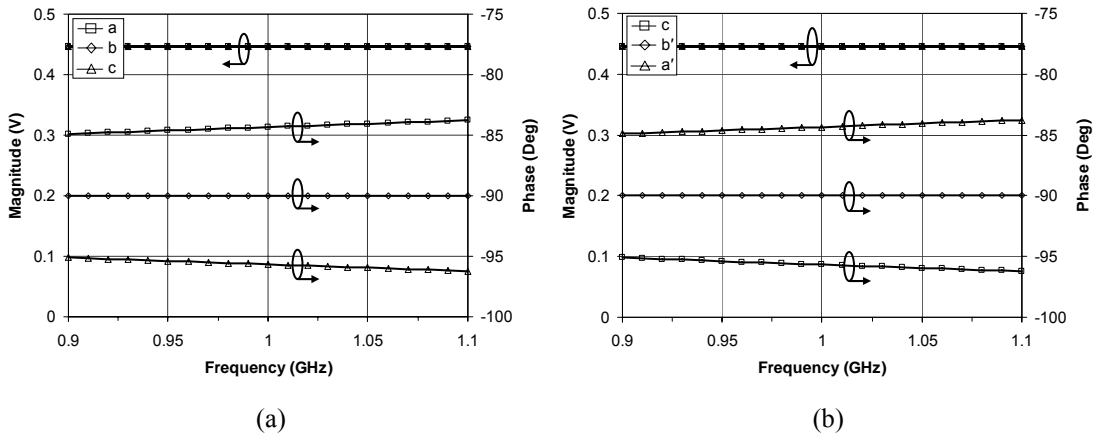 0.5
0.4
0.3
0.2
0.1
0
Magnitude (V)
a
b
c
-75
-80
-85
-90
-95
-100
Phase (Deg)
0.9 0.95 1 1.05 1.1
Frequency (GHz)
(a)
0.5
0.4
0.3
0.2
0.1
0
Magnitude (V)
c
b′
a′
-75
-80
-85
-90
-95
-100
Phase (Deg)
0.9 0.95 1 1.05 1.1
Frequency (GHz)
(b)